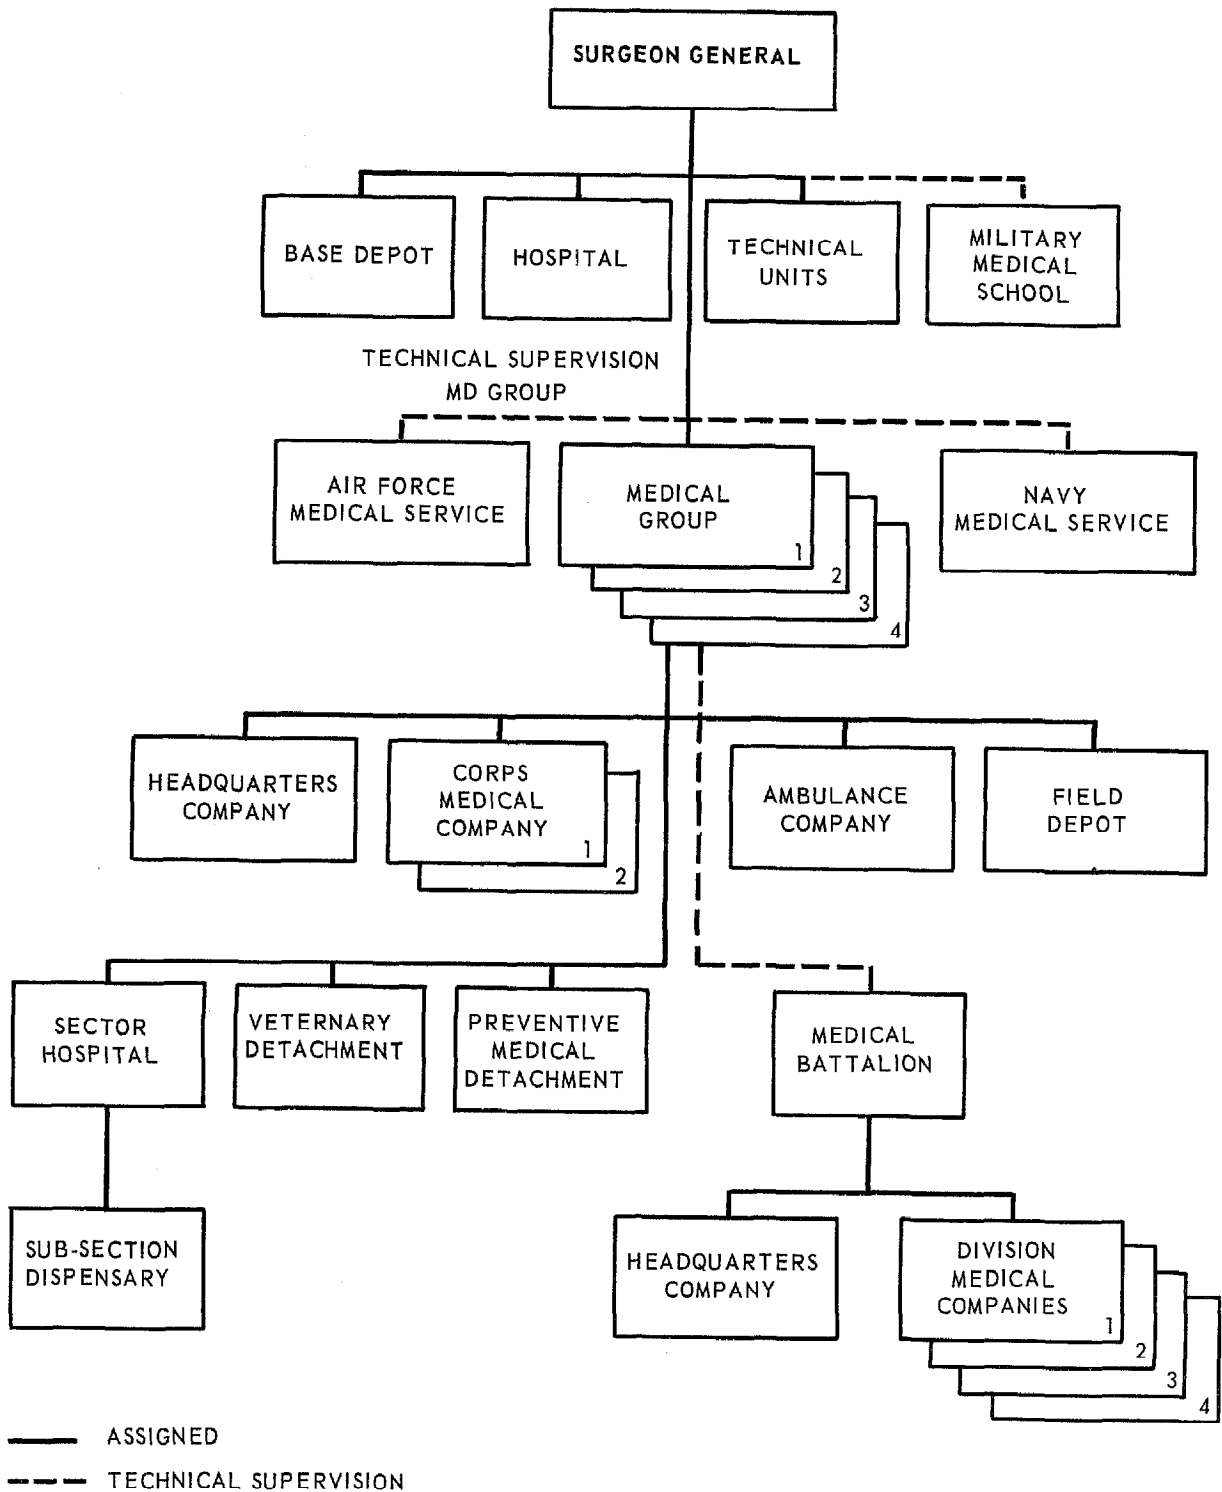 SURGEON GENERAL
BASE DEPOT
HOSPITAL
TECHNICAL
UNITS
MILITARY
MEDICAL
SCHOOL
TECHNICAL SUPERVISION
MD GROUP
AIR FORCE
MEDICAL SERVICE
MEDICAL
GROUP
1
2
3
4
NAVY
MEDICAL SERVICE
HEADQUARTERS
COMPANY
CORPS
MEDICAL
COMPANY
1
2
AMBULANCE
COMPANY
FIELD
DEPOT
SECTOR
HOSPITAL
VETERNARY
DETACHMENT
PREVENTIVE
MEDICAL
DETACHMENT
MEDICAL
BATTALION
SUB-SECTION
DISPENSARY
HEADQUARTERS
COMPANY
DIVISION
MEDICAL
COMPANIES
1
2
3
4
ASSIGNED
TECHNICAL SUPERVISION